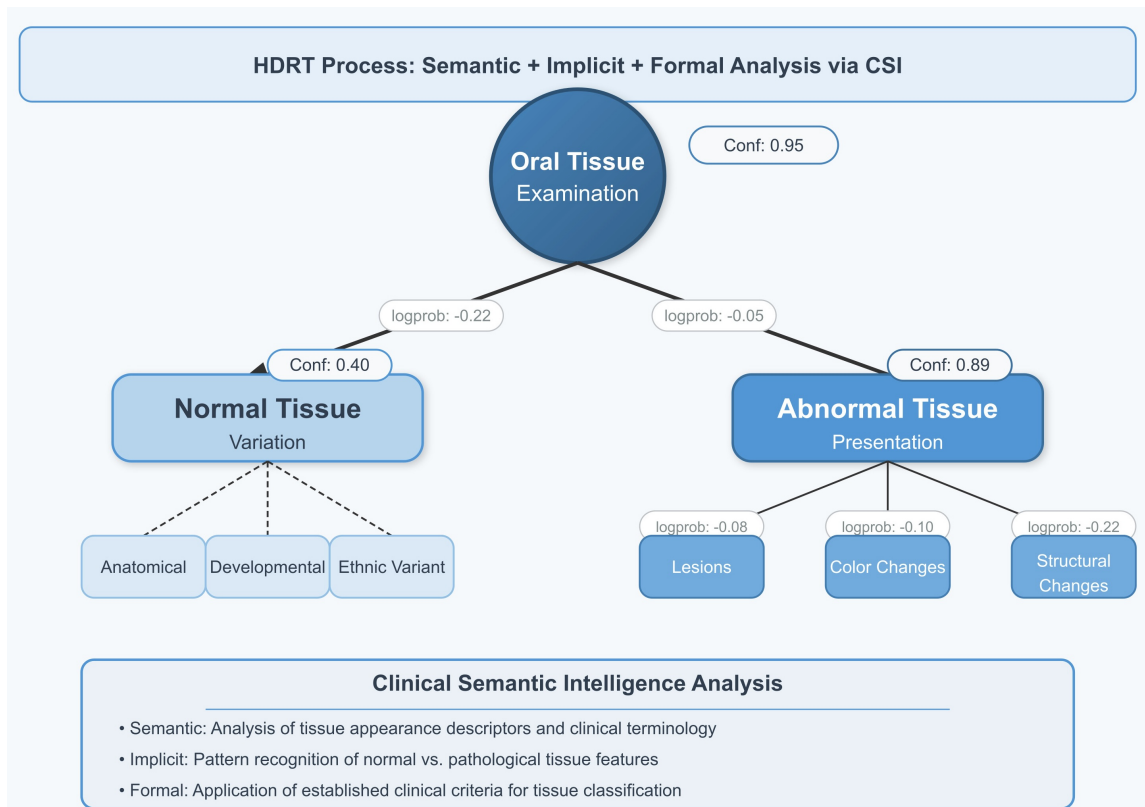 HDRT Process: Semantic + Implicit + Formal Analysis via CSI
Oral Tissue
Examination
Conf: 0.95
logprob: -0.22
logprob: -0.05
Conf: 0.40
Conf: 0.89
Normal Tissue
Variation
Abnormal Tissue
Presentation
logprob: -0.08
logprob: -0.10
logprob: -0.22
Anatomical
Developmental
Ethnic Variant
Lesions
Color Changes
Structural
Changes
Clinical Semantic Intelligence Analysis
• Semantic: Analysis of tissue appearance descriptors and clinical terminology
• Implicit: Pattern recognition of normal vs. pathological tissue features
• Formal: Application of established clinical criteria for tissue classification